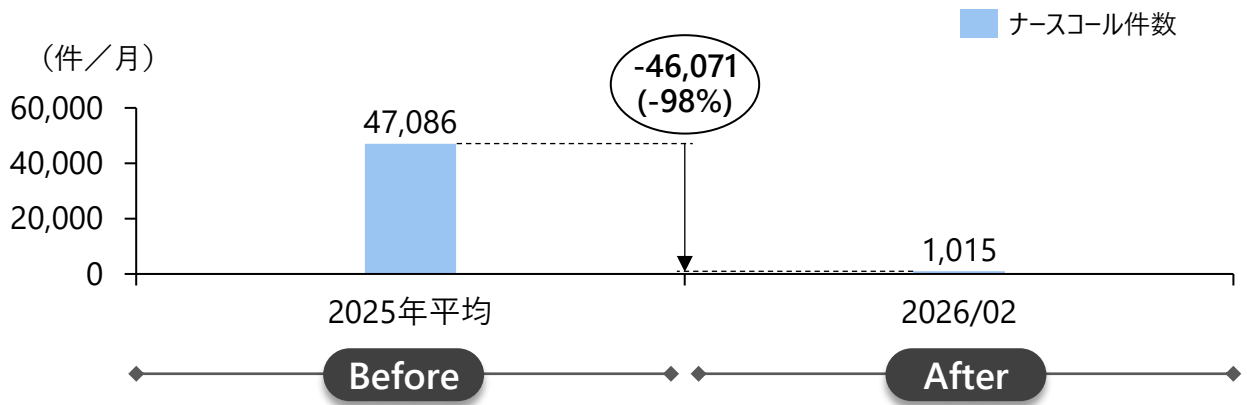 ナースコール件数
（件／月）
-46,071
(-98%)
60,000
47,086
40,000
20,000
1,015
0
2025年平均
2026/02
Before
After